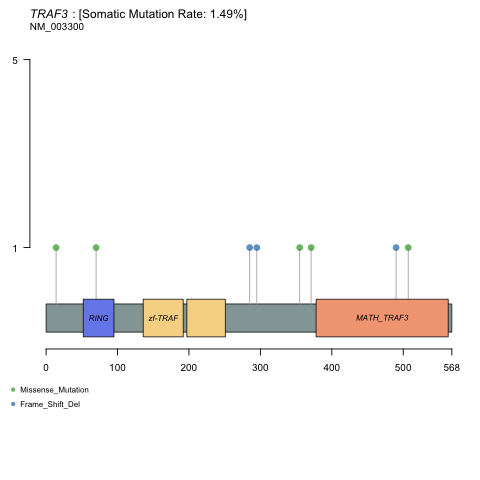 TRAF3 : [Somatic Mutation Rate: 1.49%]
NM_003300
5
1
RING
zf-TRAF
MATH_TRAF3
0 100 200 300 400 500 568
Missense_Mutation
Frame_Shift_Del